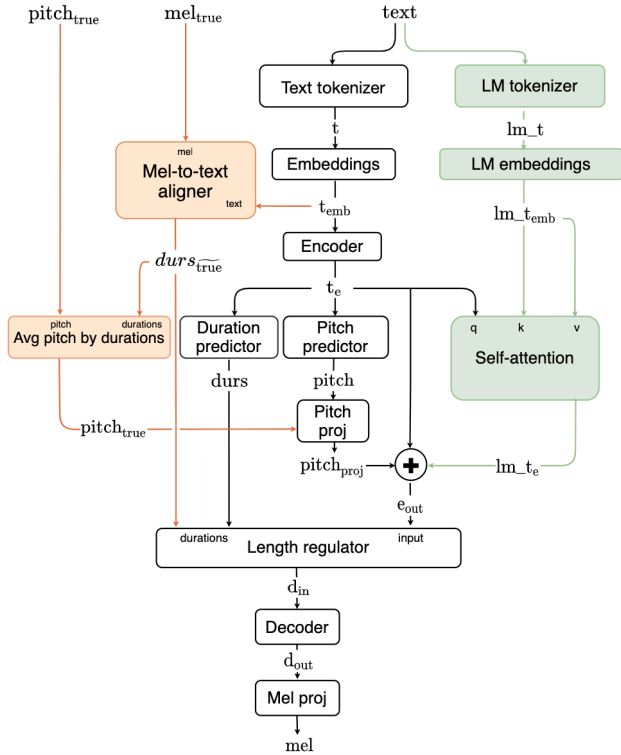 pitch_true
mel_true
text
Text tokenizer
LM tokenizer
t
lm_t
mel
Mel-to-text
aligner
text
Embeddings
LM embeddings
t_emb
lm_t_emb
Encoder
durs_t͠rue
t_e
pitch
durations
Avg pitch by durations
Duration
predictor
Pitch
predictor
q
k
v
Self-attention
durs
pitch
pitch_true
Pitch
proj
pitch_proj
+
lm_t_e
e_out
durations
input
Length regulator
d_in
Decoder
d_out
Mel proj
mel